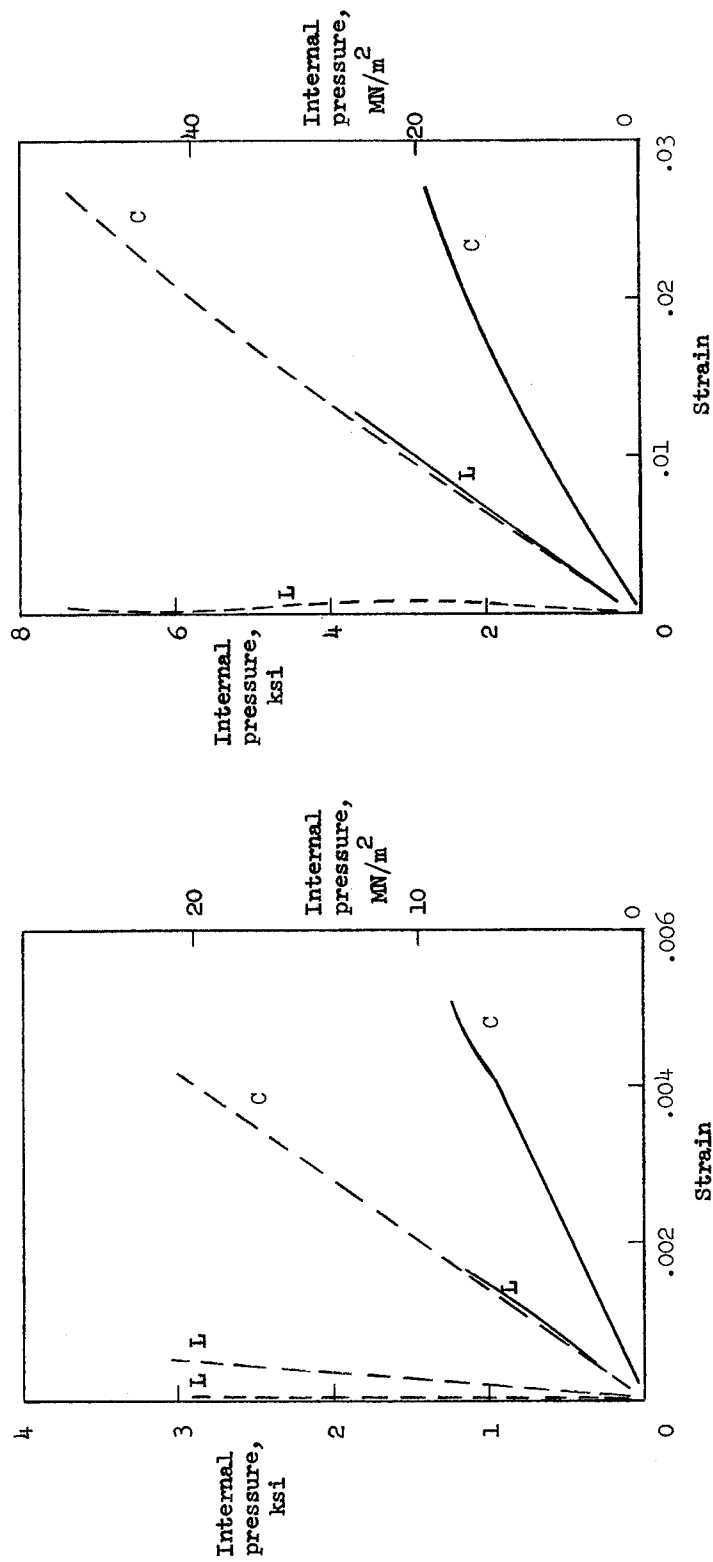 Internal
pressure,
ksi
4
3
2
1
0
.002
.004
.006
Strain
Internal
pressure,
MN/m2
20
10
0
L
L
C
L
C
Internal
pressure,
ksi
8
6
4
2
0
.01
.02
.03
Strain
Internal
pressure,
MN/m2
40
20
0
L
C
L
C